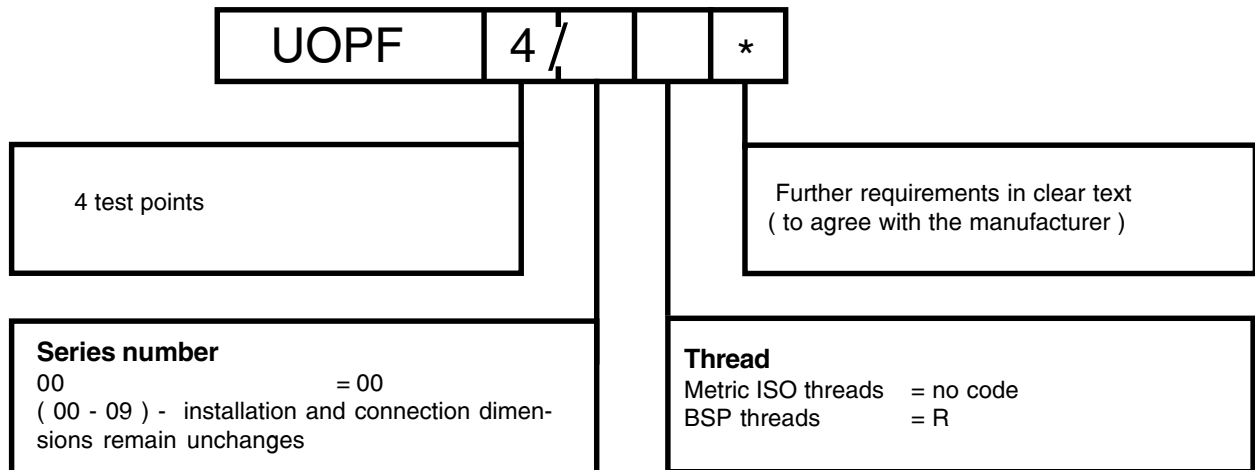 UOPF 4 / *
4 test points
Further requirements in clear text
( to agree with the manufacturer )
Series number
00 = 00
( 00 - 09 ) - installation and connection dimen-
sions remain unchanges
Thread
Metric ISO threads = no code
BSP threads = R